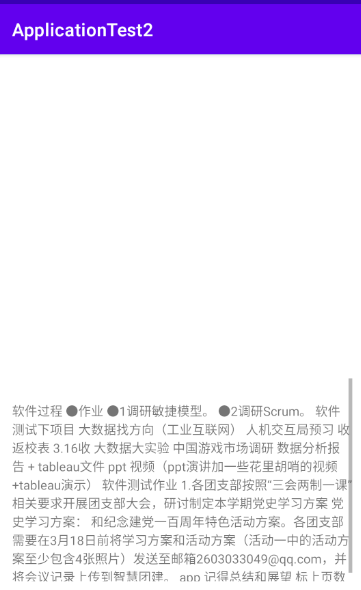 ApplicationTest2
软件过程 ●作业 ●1调研敏捷模型。 ●2调研Scrum。 软件
测试下项目 大数据找方向（工业互联网） 人机交互局预习 收
返校表 3.16收 大数据大实验 中国游戏市场调研 数据分析报
告 + tableau文件 ppt 视频（ppt演讲加一些花里胡哨的视频
+tableau演示） 软件测试作业 1.各团支部按照“三会两制一课”
相关要求开展团支部大会，研讨制定本学期党史学习方案 党
史学习方案： 和纪念建党一百周年特色活动方案。各团支部
需要在3月18日前将学习方案和活动方案（活动一中的活动方
案至少包含4张照片）发送至邮箱2603033049@qq.com，并
将会议记录上传到智慧团建。 app 记得总结和展望 标上页数